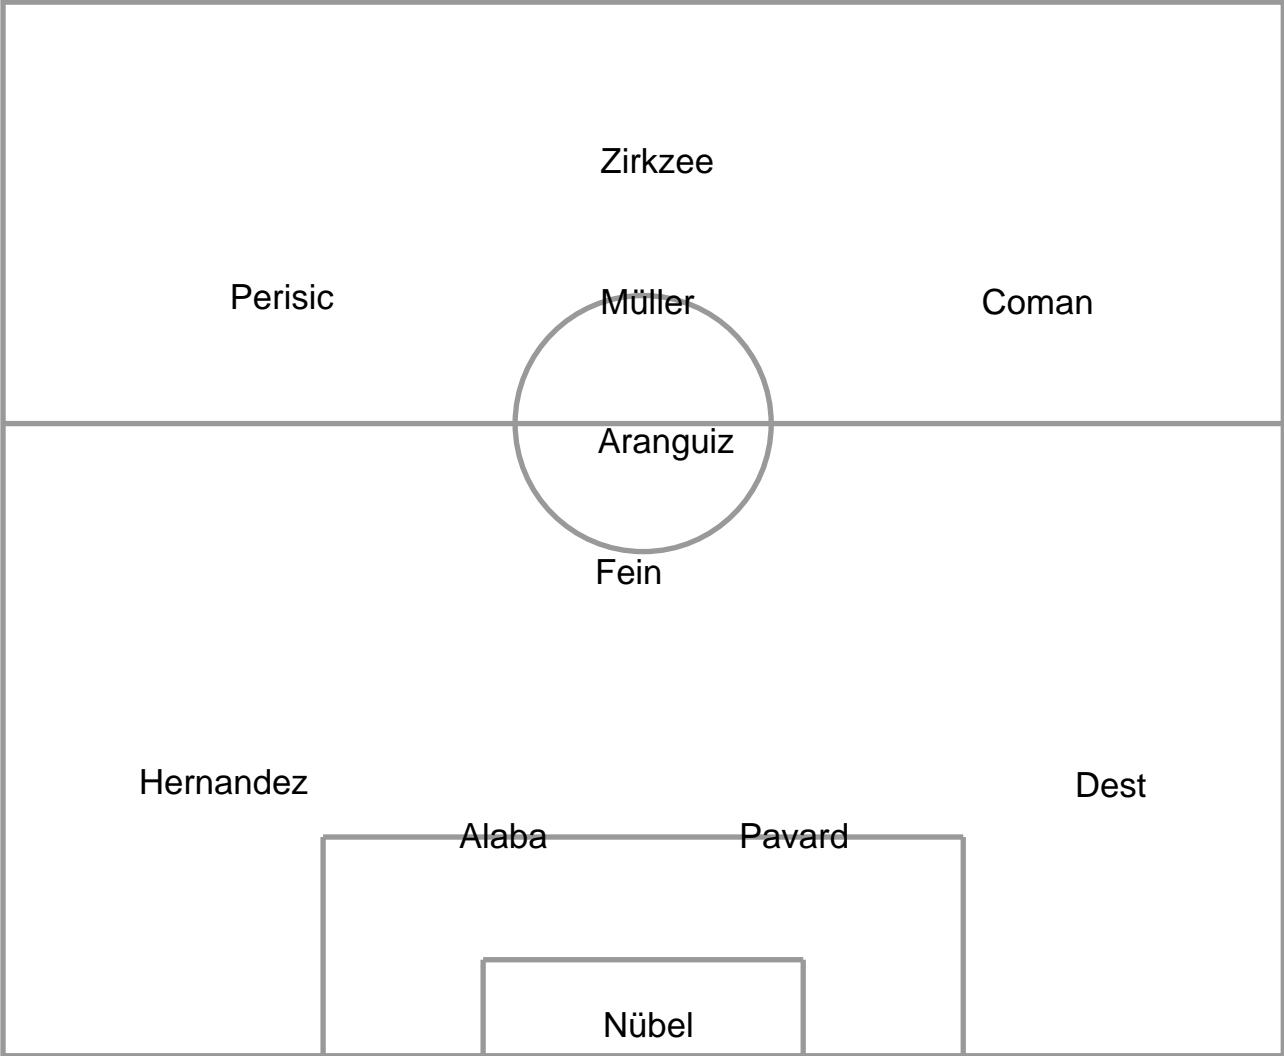 Zirkzee
Perisic
Müller
Coman
Aranguiz
Fein
Hernandez
Dest
Alaba
Pavard
Nübel